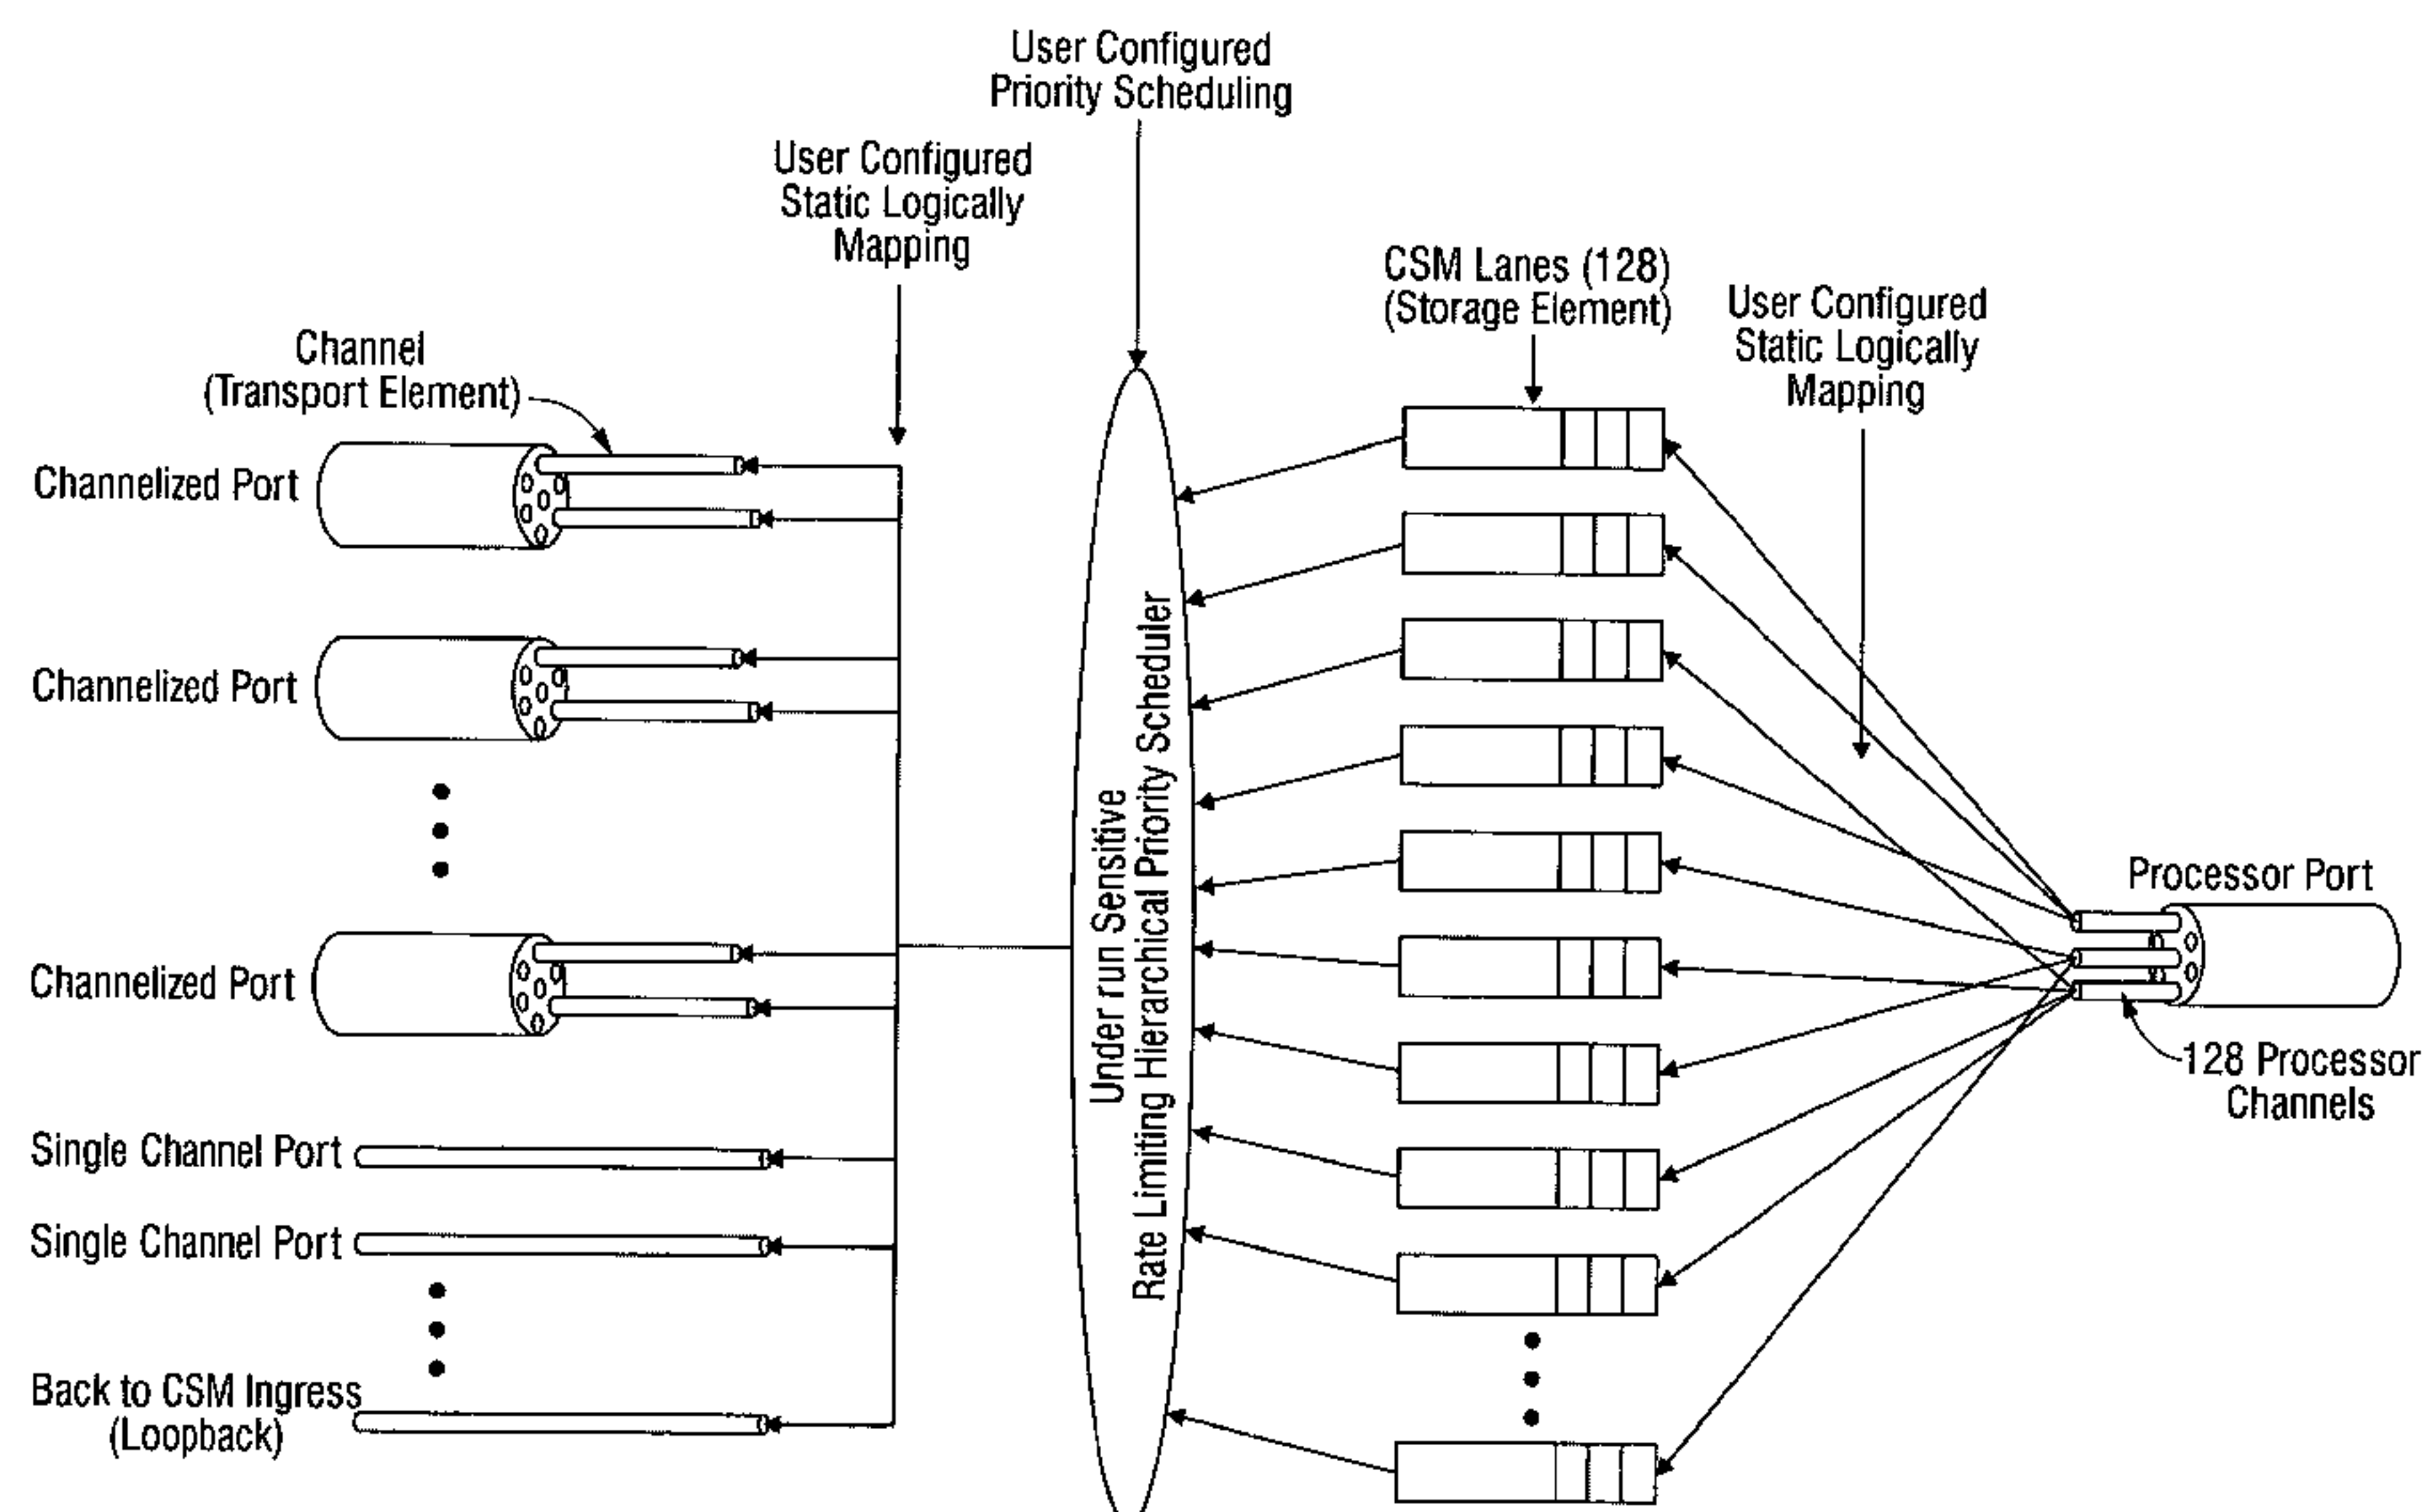 User Configured
Priority Scheduling
User Configured
Static Logically
Mapping
CSM Lanes (128)
(Storage Element)
User Configured
Static Logically
Mapping
Channel
(Transport Element)
Channelized Port
Channelized Port
Channelized Port
Single Channel Port
Single Channel Port
Back to CSM Ingress
(Loopback)
Under run Sensitive
Rate Limiting Hierarchical Priority Scheduler
Processor Port
128 Processor
Channels